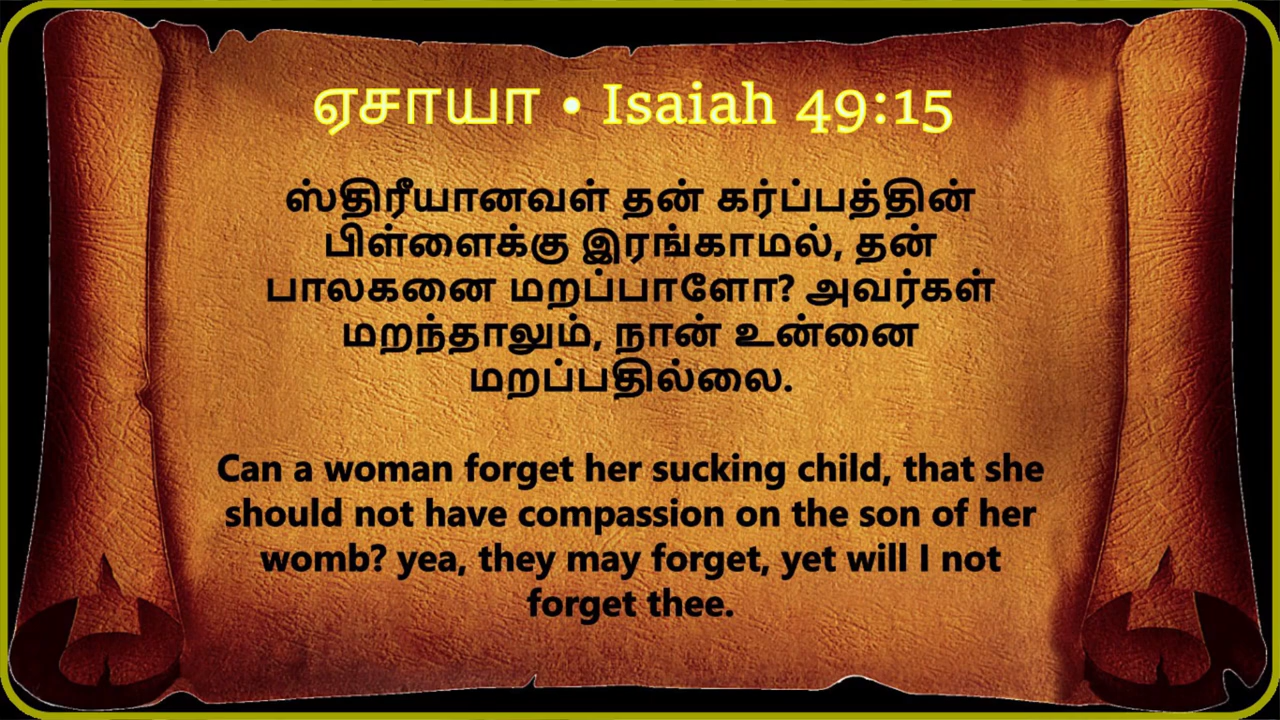 ஏசாயா • Isaiah 49:15
ஸ்திரீயானவள் தன் கர்ப்பத்தின்
பிள்ளைக்கு இரங்காமல், தன்
பாலகனை மறப்பாளோ? அவர்கள்
மறந்தாலும், நான் உன்னை
மறப்பதில்லை.
Can a woman forget her sucking child, that she
should not have compassion on the son of her
womb? yea, they may forget, yet will I not
forget thee.